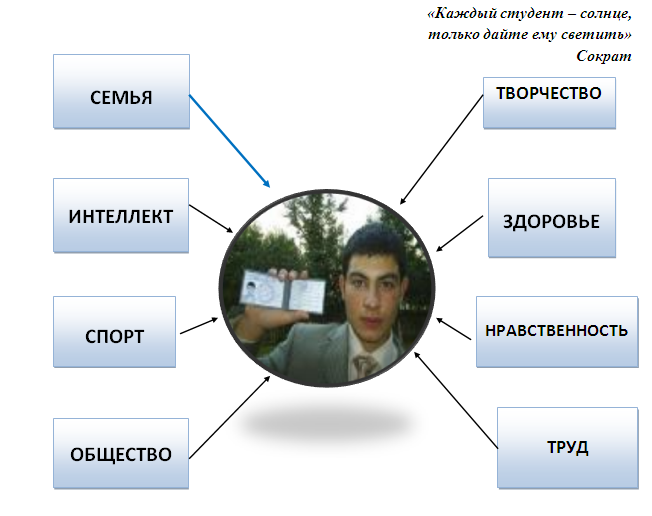 «Каждый студент – солнце,
только дайте ему светить»
Сократ
СЕМЬЯ
ТВОРЧЕСТВО
ИНТЕЛЛЕКТ
ЗДОРОВЬЕ
СПОРТ
НРАВСТВЕННОСТЬ
ОБЩЕСТВО
ТРУД